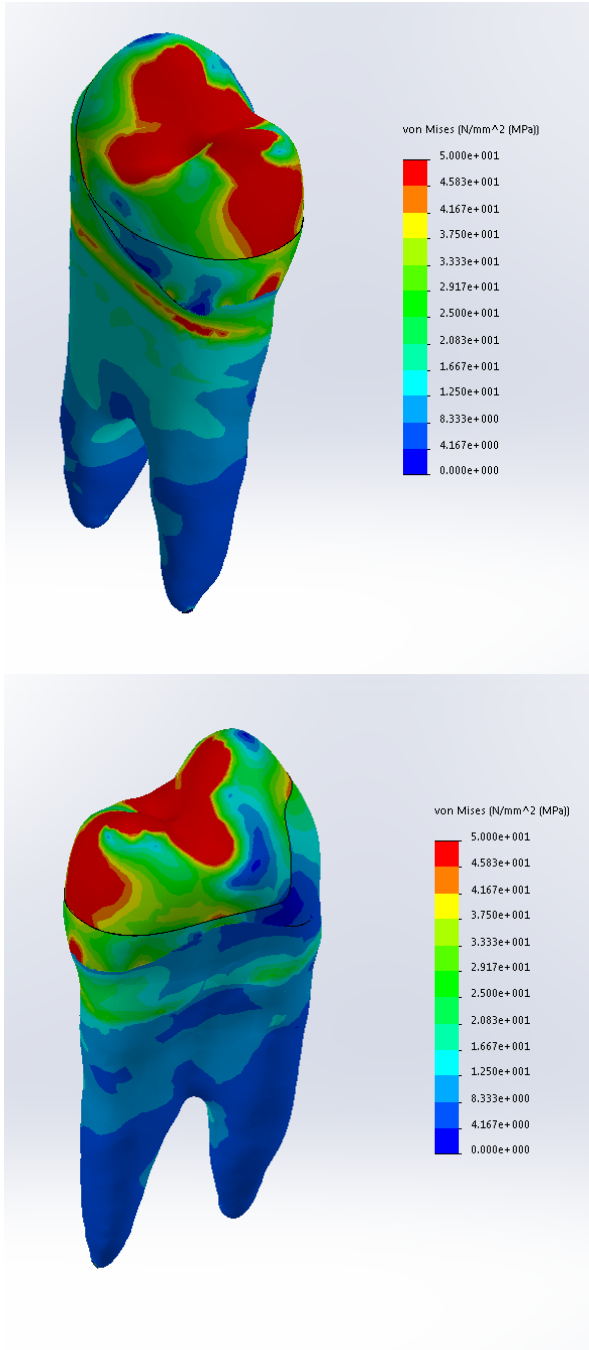 von Mises (N/mm^2 (MPa))
5.000e+001
4.583e+001
4.167e+001
3.750e+001
3.333e+001
2.917e+001
2.500e+001
2.083e+001
1.667e+001
1.250e+001
8.333e+000
4.167e+000
0.000e+000
von Mises (N/mm^2 (MPa))
5.000e+001
4.583e+001
4.167e+001
3.750e+001
3.333e+001
2.917e+001
2.500e+001
2.083e+001
1.667e+001
1.250e+001
8.333e+000
4.167e+000
0.000e+000